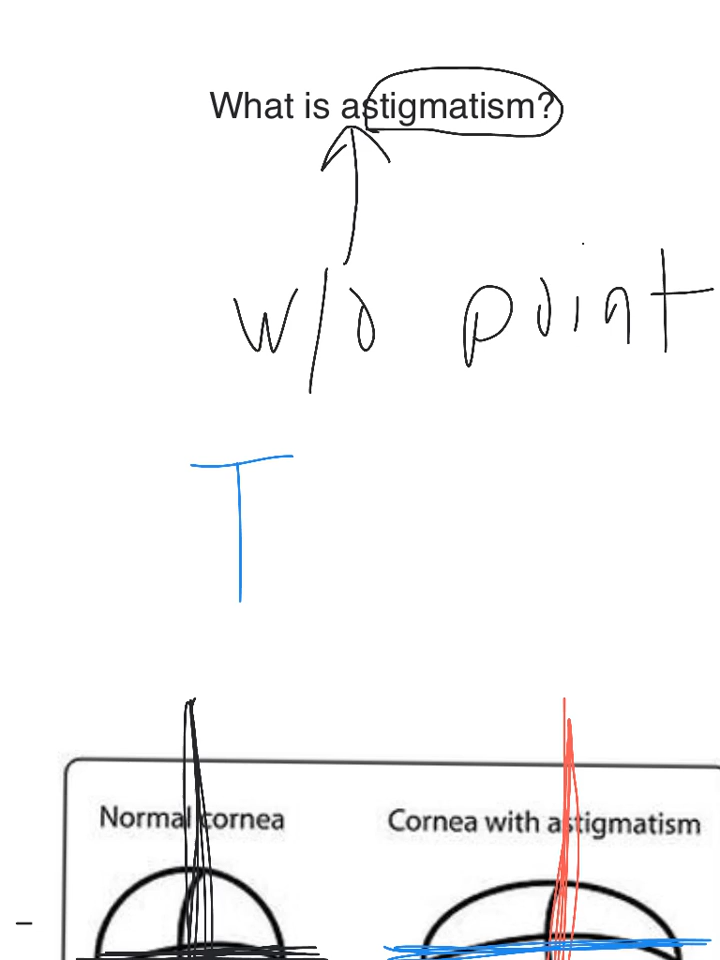 What is astigmatism?
w/o point
T
Normal cornea
Cornea with astigmatism